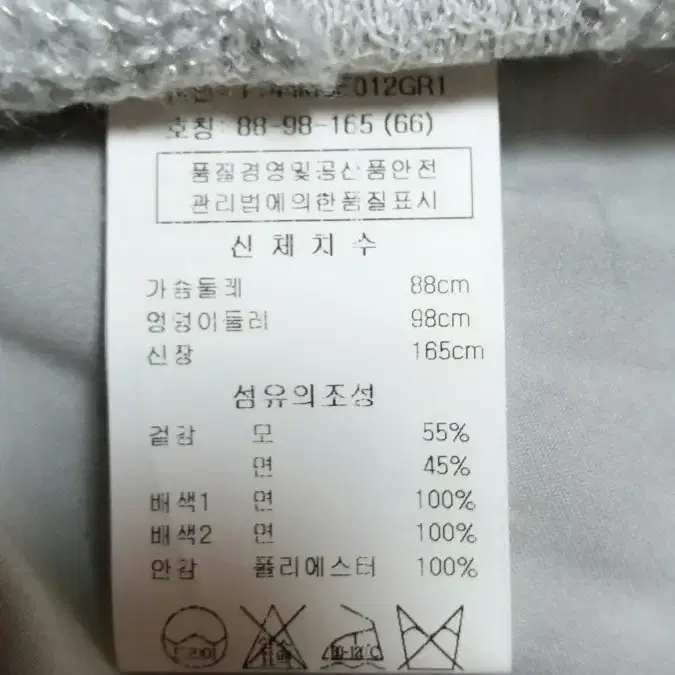 012GR1
호칭: 88-98-165 (66)
품질경영및공산품안전
관리법에의한품질표시
신체치수
가슴둘레 88cm
엉덩이둘레 98cm
신장 165cm
섬유의조성
겉감 모 55%
면 45%
배색1 면 100%
배색2 면 100%
안감 폴리에스터 100%